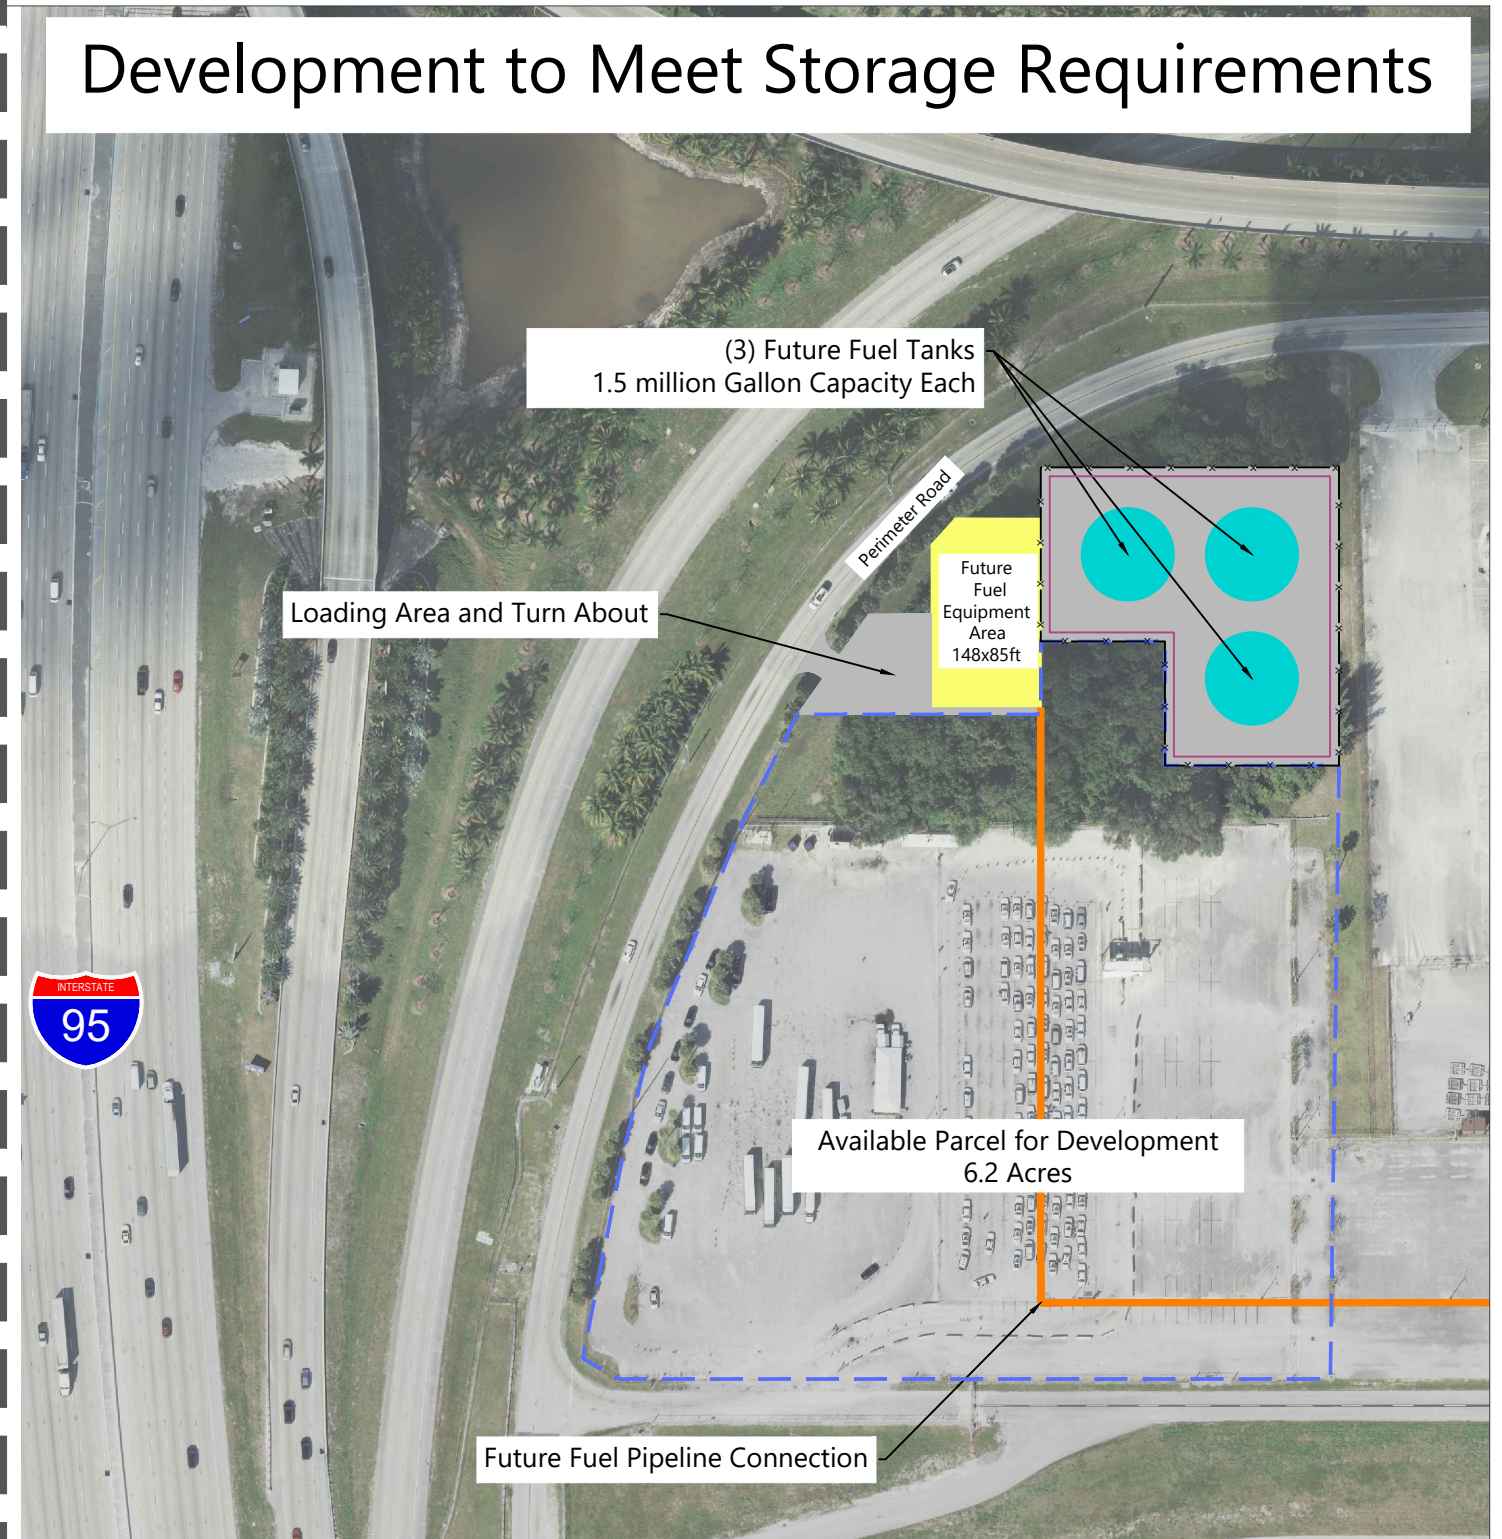 Development to Meet Storage Requirements
(3) Future Fuel Tanks
1.5 million Gallon Capacity Each
Perimeter Road
Future
Fuel
Equipment
Area
148x85ft
Loading Area and Turn About
INTERSTATE
95
Available Parcel for Development
6.2 Acres
Future Fuel Pipeline Connection